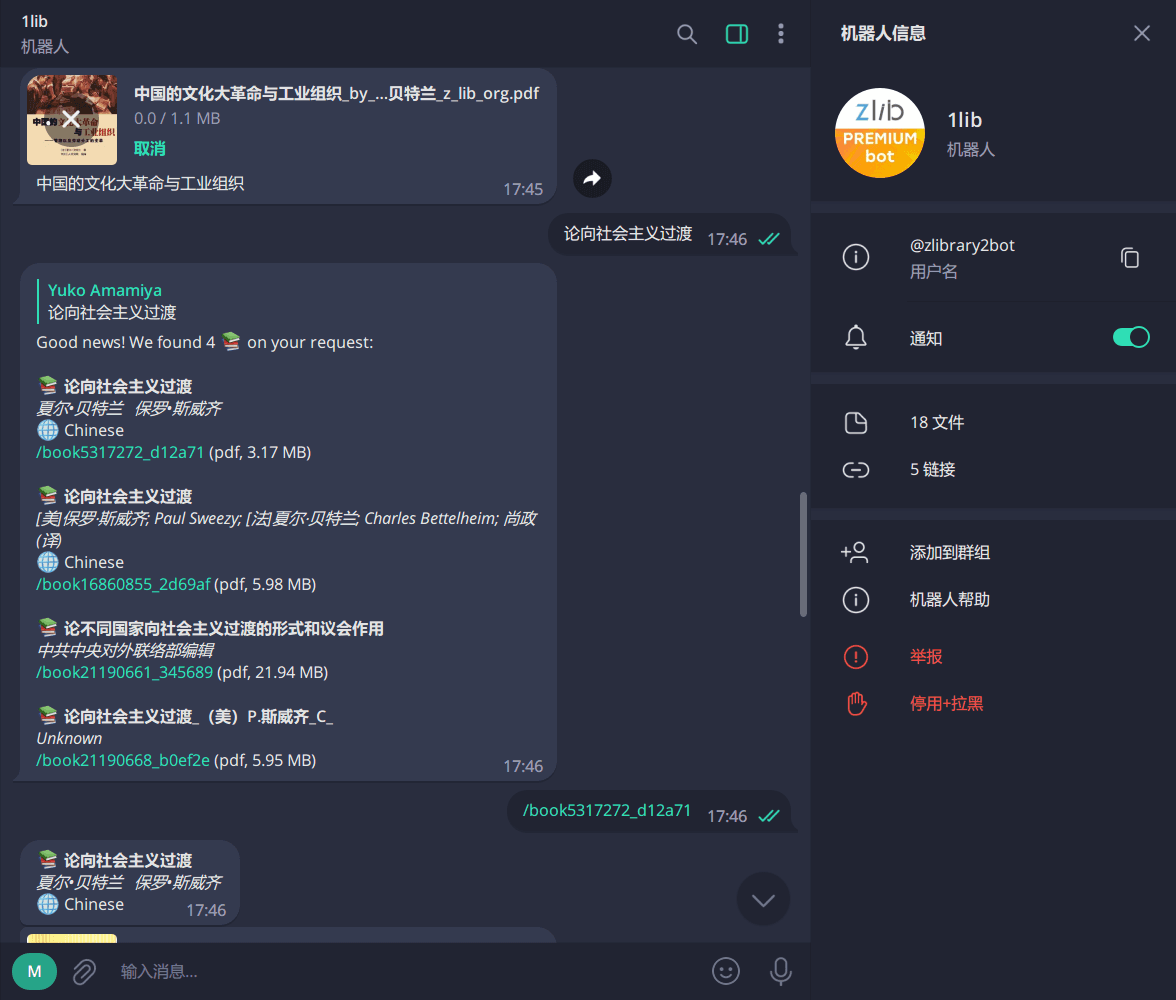 1lib
机器人
中国的文化大革命与工业组织_by_...贝特兰_z_lib_org.pdf
0.0 / 1.1 MB
取消
中国的文化大革命与工业组织
17:45
论向社会主义过渡
17:46
Yuko Amamiya
论向社会主义过渡
Good news! We found 4 📚 on your request:
📚 论向社会主义过渡
夏尔•贝特兰 保罗•斯威齐
🌐 Chinese
/book5317272_d12a71 (pdf, 3.17 MB)
📚 论向社会主义过渡
[美]保罗·斯威齐; Paul Sweezy; [法]夏尔·贝特兰; Charles Bettelheim; 尚政
(译)
🌐 Chinese
/book16860855_2d69af (pdf, 5.98 MB)
📚 论不同国家向社会主义过渡的形式和议会作用
中共中央对外联络部编辑
/book21190661_345689 (pdf, 21.94 MB)
📚 论向社会主义过渡_（美）P.斯威齐_C_
Unknown
/book21190668_b0ef2e (pdf, 5.95 MB)
17:46
/book5317272_d12a71
17:46
📚 论向社会主义过渡
夏尔•贝特兰 保罗•斯威齐
🌐 Chinese
17:46
M
输入消息...
机器人信息
zlib
PREMIUM
bot
1lib
机器人
@zlibrary2bot
用户名
通知
18 文件
5 链接
添加到群组
机器人帮助
举报
停用+拉黑